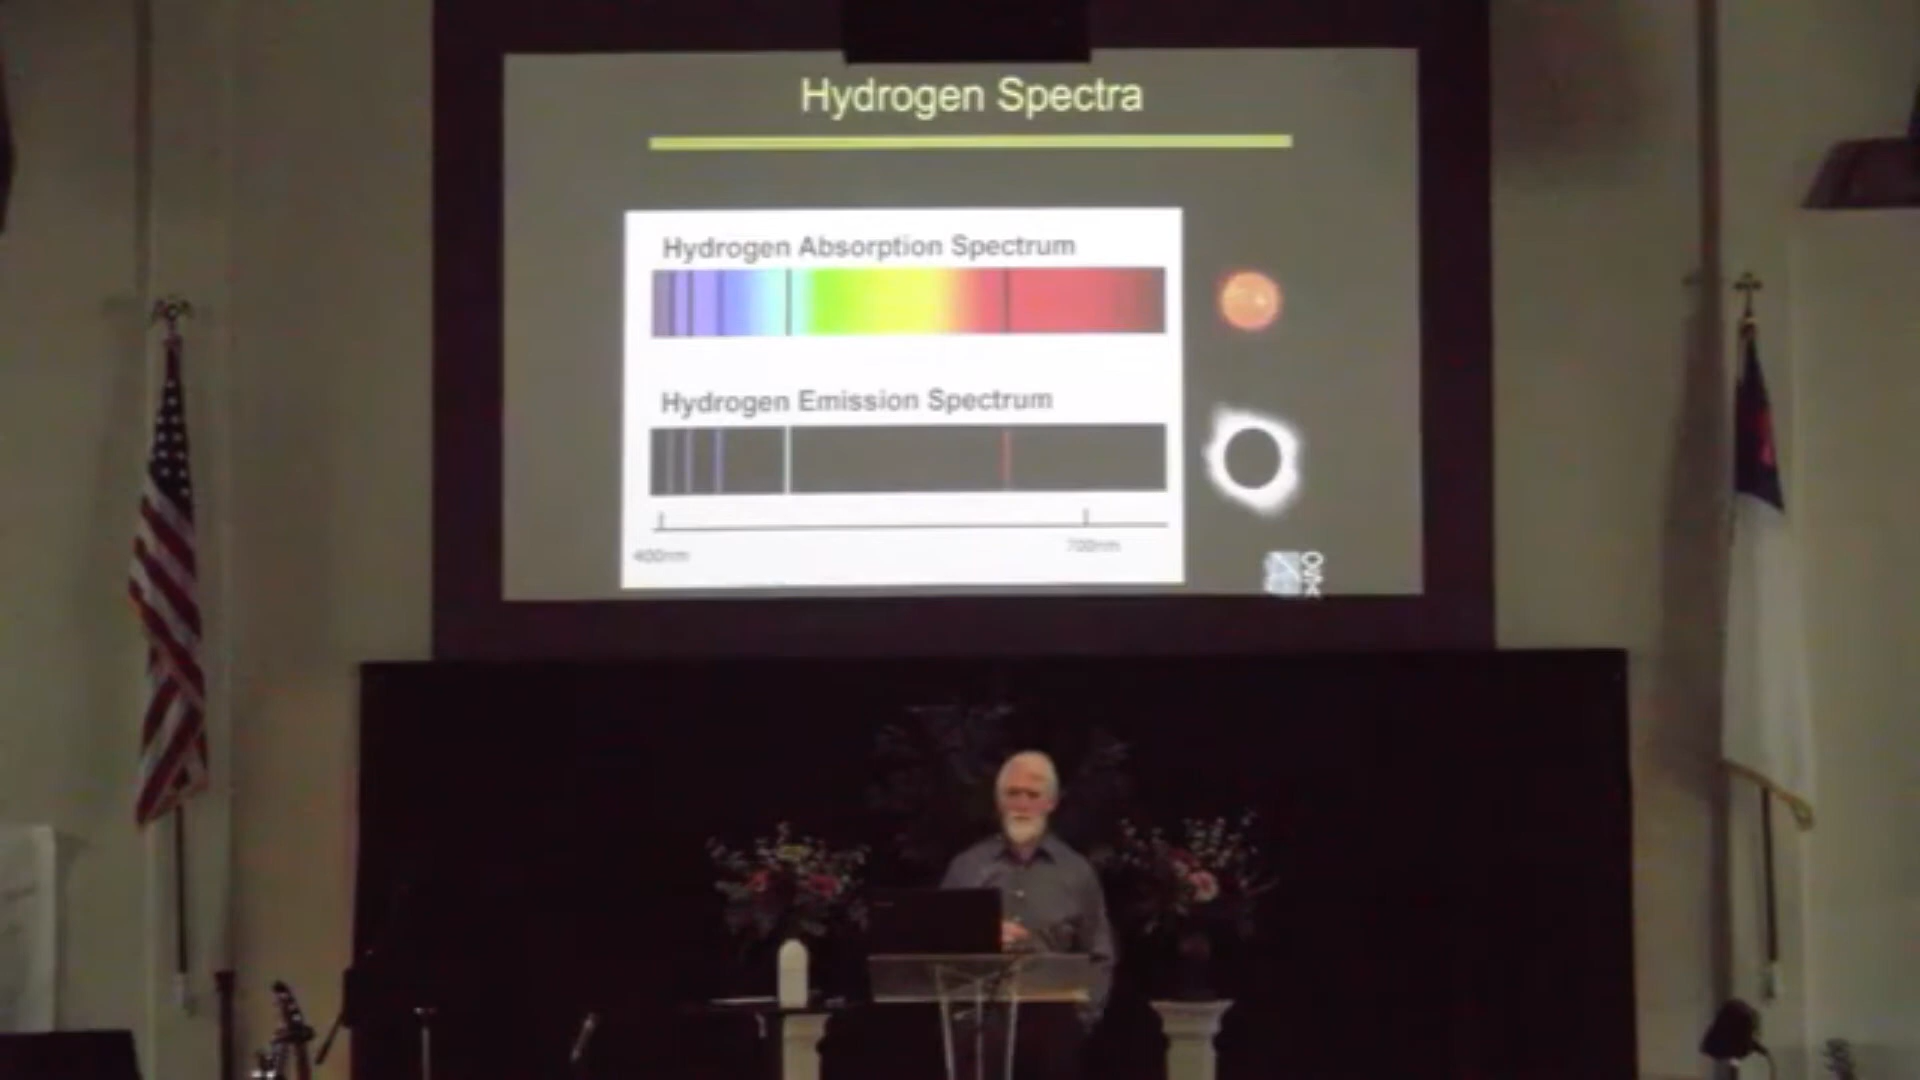 Hydrogen Spectra
Hydrogen Absorption Spectrum
Hydrogen Emission Spectrum
400nm
700nm